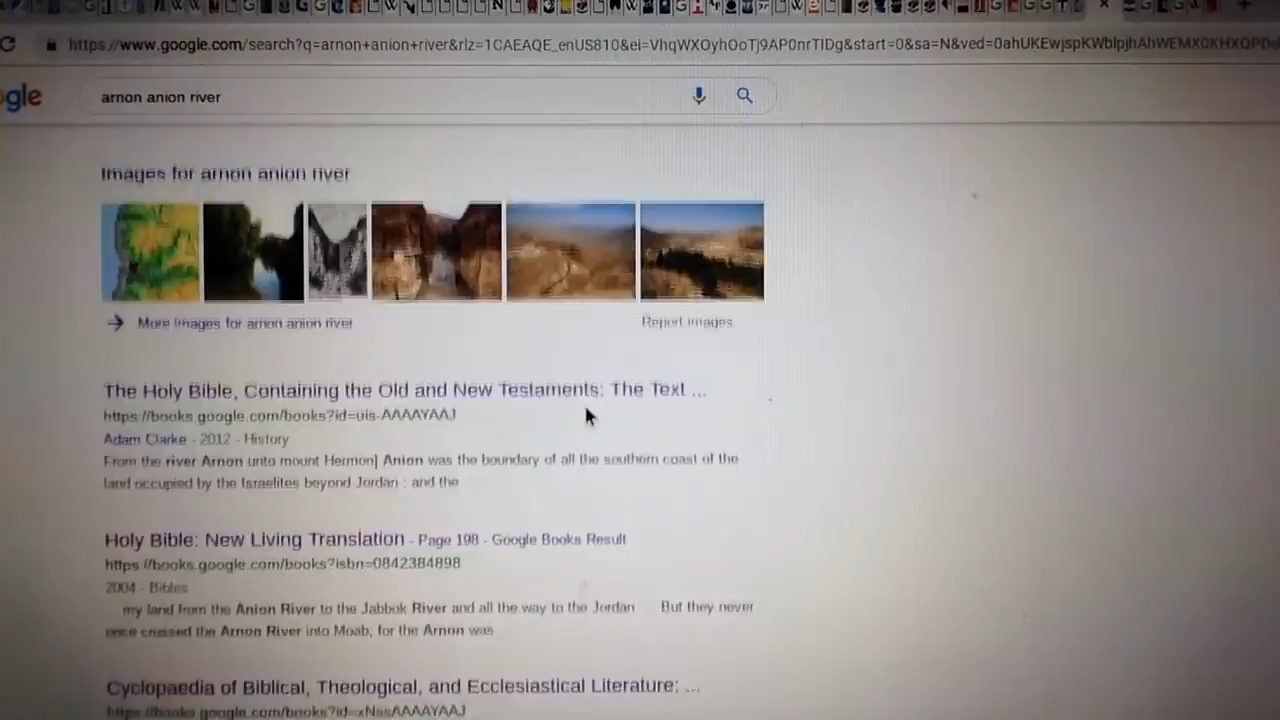 https://www.google.com/search?q=arnon+anion+river&rlz=1CAEAQE_enUS810&ei=VhqWXOyhOoTj9AP0nrTIDg&start=0&sa=N&ved=
gle
arnon anion river
Images for arnon anion river
More images for arnon anion river
Report images
The Holy Bible, Containing the Old and New Testaments: The Text ...
https://books.google.com/books?id=uis-AAAAYAAJ
Adam Clarke - 2012 - History
From the river Arnon unto mount Hermon] Anion was the boundary of all the southern coast of the
land occupied by the Israelites beyond Jordan : and the
Holy Bible: New Living Translation - Page 198 - Google Books Result
https://books.google.com/books?isbn=0842384898
2004 - Bibles
my land from the Anion River to the Jabbok River and all the way to the Jordan But they never
once crossed the Arnon River into Moab, for the Arnon was
Cyclopaedia of Biblical, Theological, and Ecclesiastical Literature: ...
https://books.google.com/books?id=xNssAAAAYAAJ